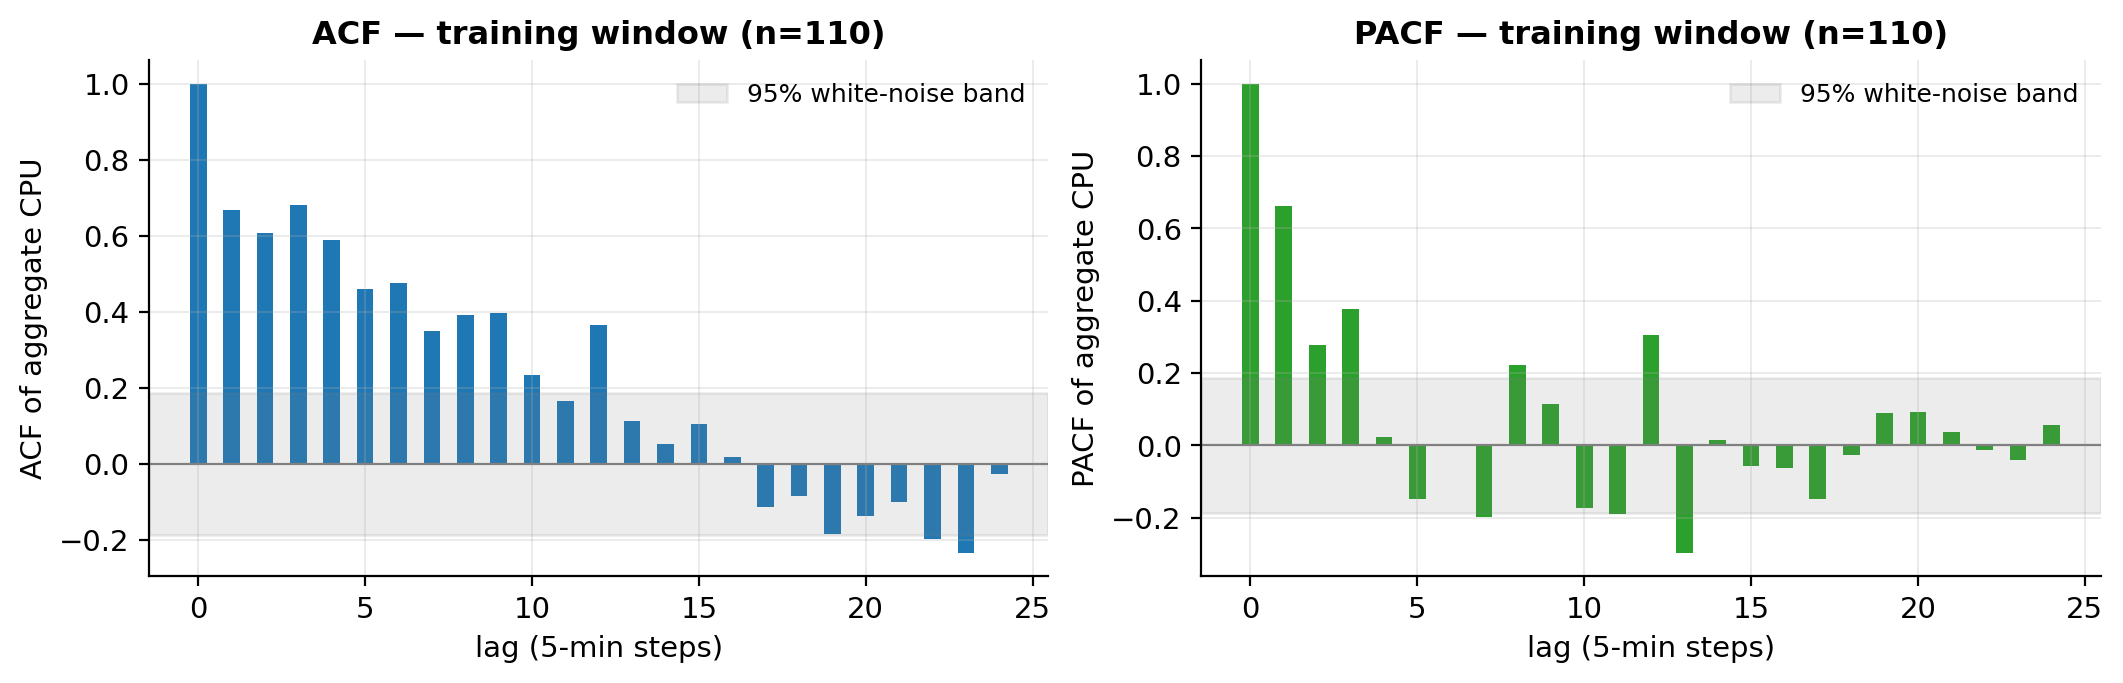 ACF — training window (n=110)
95% white-noise band
ACF of aggregate CPU
1.0
0.8
0.6
0.4
0.2
0.0
−0.2
0 5 10 15 20 25
lag (5-min steps)
PACF — training window (n=110)
95% white-noise band
PACF of aggregate CPU
1.0
0.8
0.6
0.4
0.2
0.0
−0.2
0 5 10 15 20 25
lag (5-min steps)